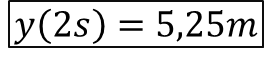 y(2s) = 5,25m